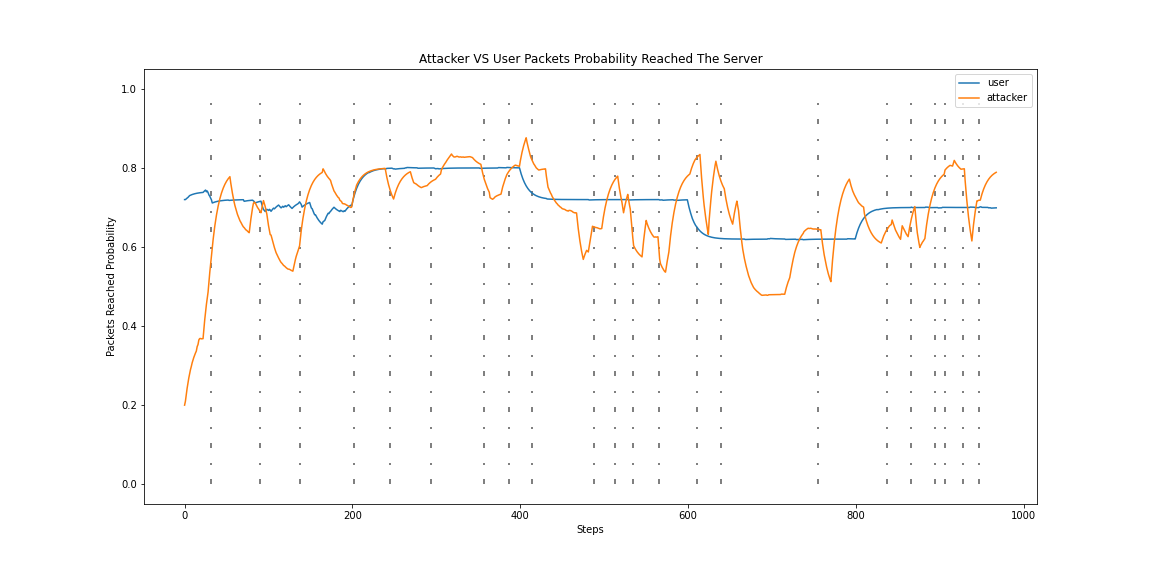 Attacker VS User Packets Probability Reached The Server
user
attacker
1.0
0.8
0.6
0.4
0.2
0.0
Packets Reached Probability
0
200
400
600
800
1000
Steps